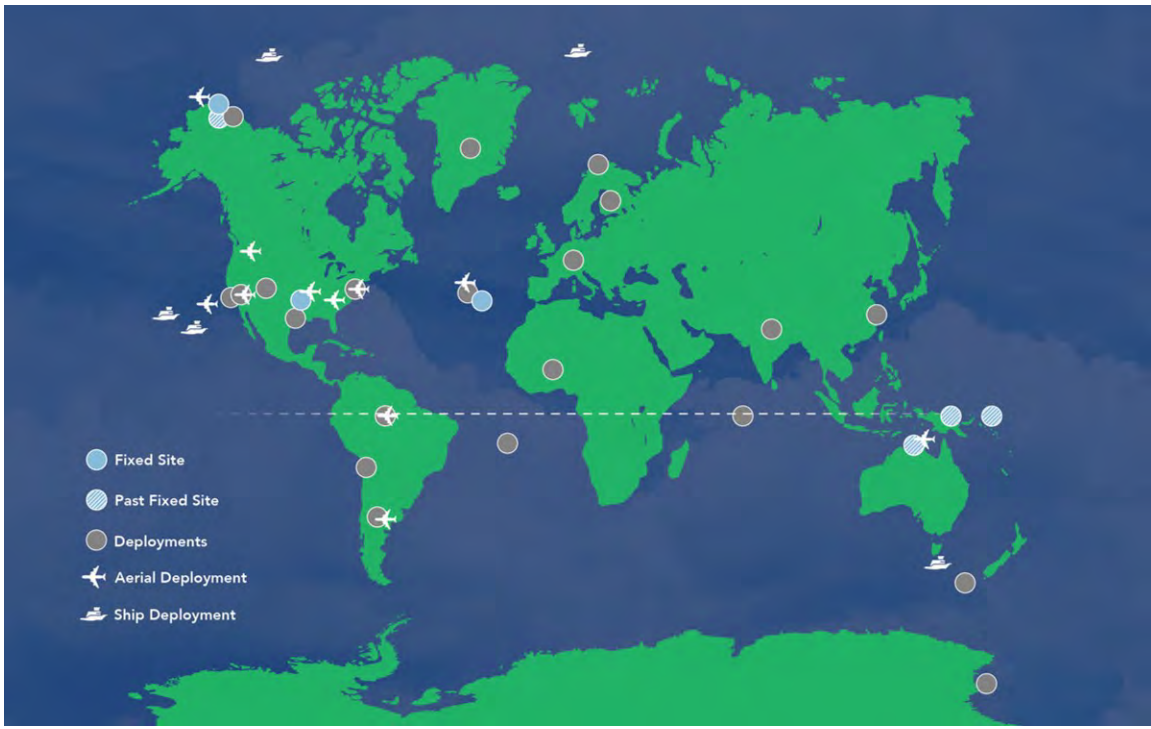 Fixed Site
Past Fixed Site
Deployments
Aerial Deployment
Ship Deployment